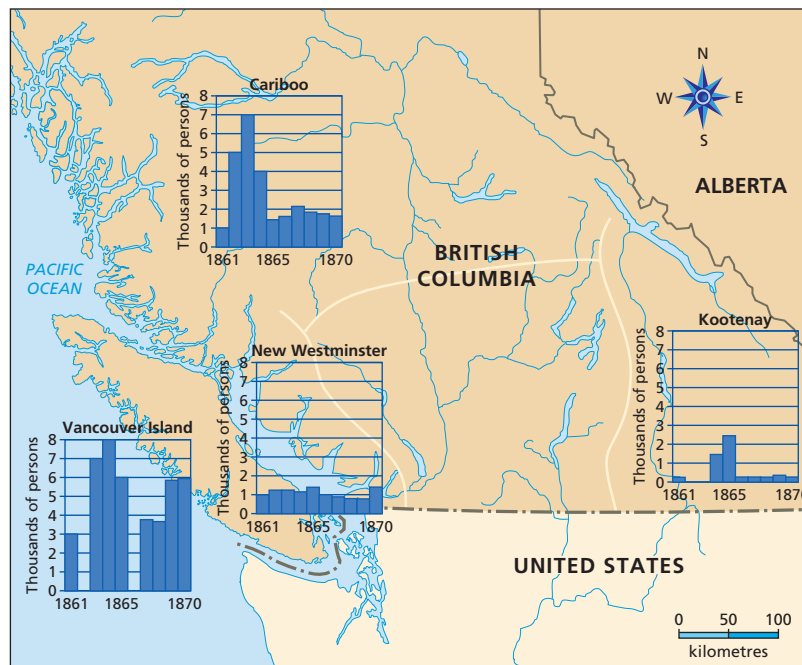 N
W E
S
ALBERTA
BRITISH
COLUMBIA
PACIFIC
OCEAN
UNITED STATES
Cariboo
Thousands of persons
8
7
6
5
4
3
2
1
0
1861 1865 1870
Kootenay
Thousands of persons
8
7
6
5
4
3
2
1
0
1861 1865 1870
New Westminster
Thousands of persons
8
7
6
5
4
3
2
1
0
1861 1865 1870
Vancouver Island
Thousands of persons
8
7
6
5
4
3
2
1
0
1861 1865 1870
0 50 100
kilometres